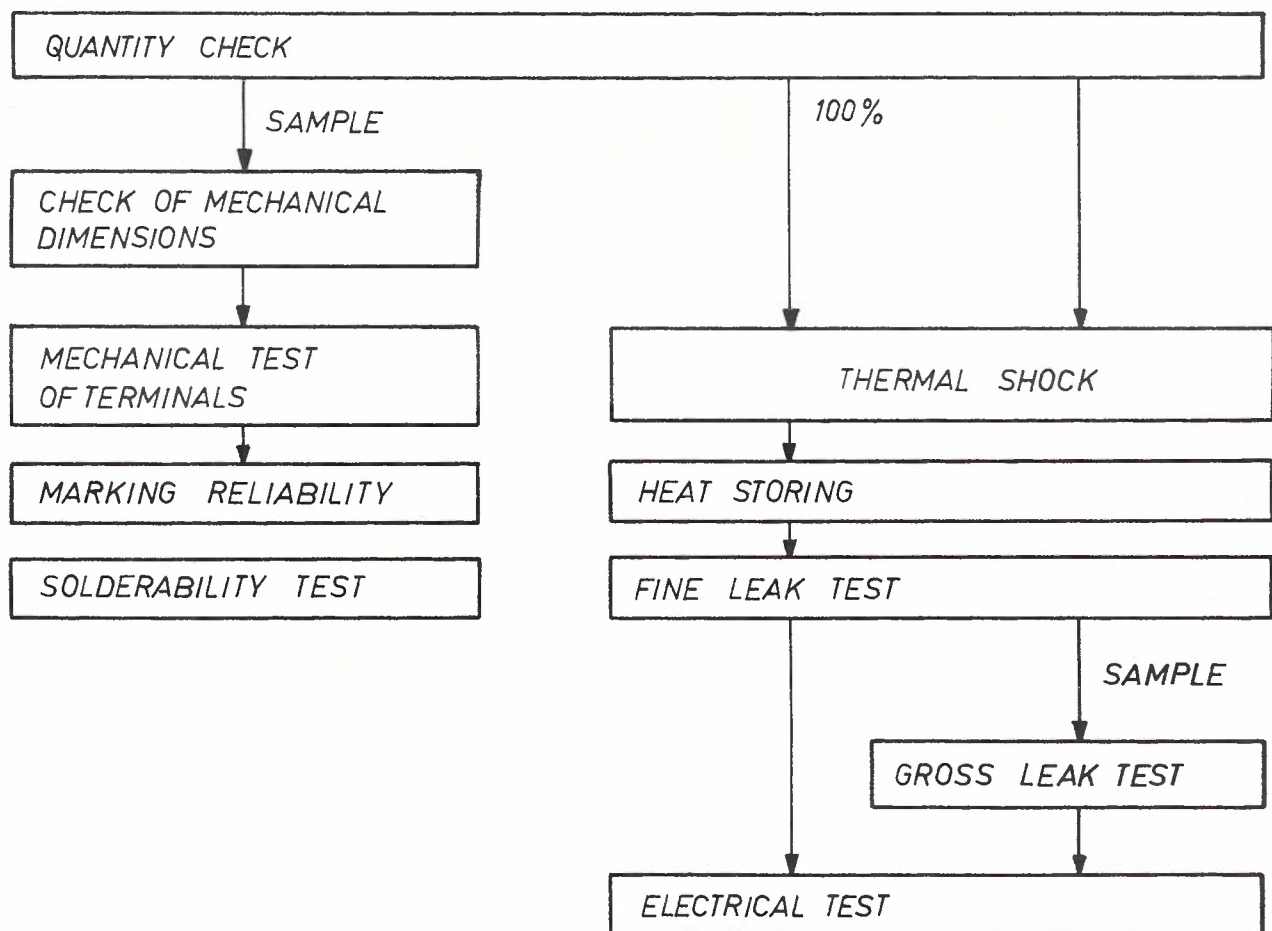 QUANTITY CHECK
SAMPLE
100%
CHECK OF MECHANICAL
DIMENSIONS
MECHANICAL TEST
OF TERMINALS
MARKING RELIABILITY
SOLDERABILITY TEST
THERMAL SHOCK
HEAT STORING
FINE LEAK TEST
SAMPLE
GROSS LEAK TEST
ELECTRICAL TEST